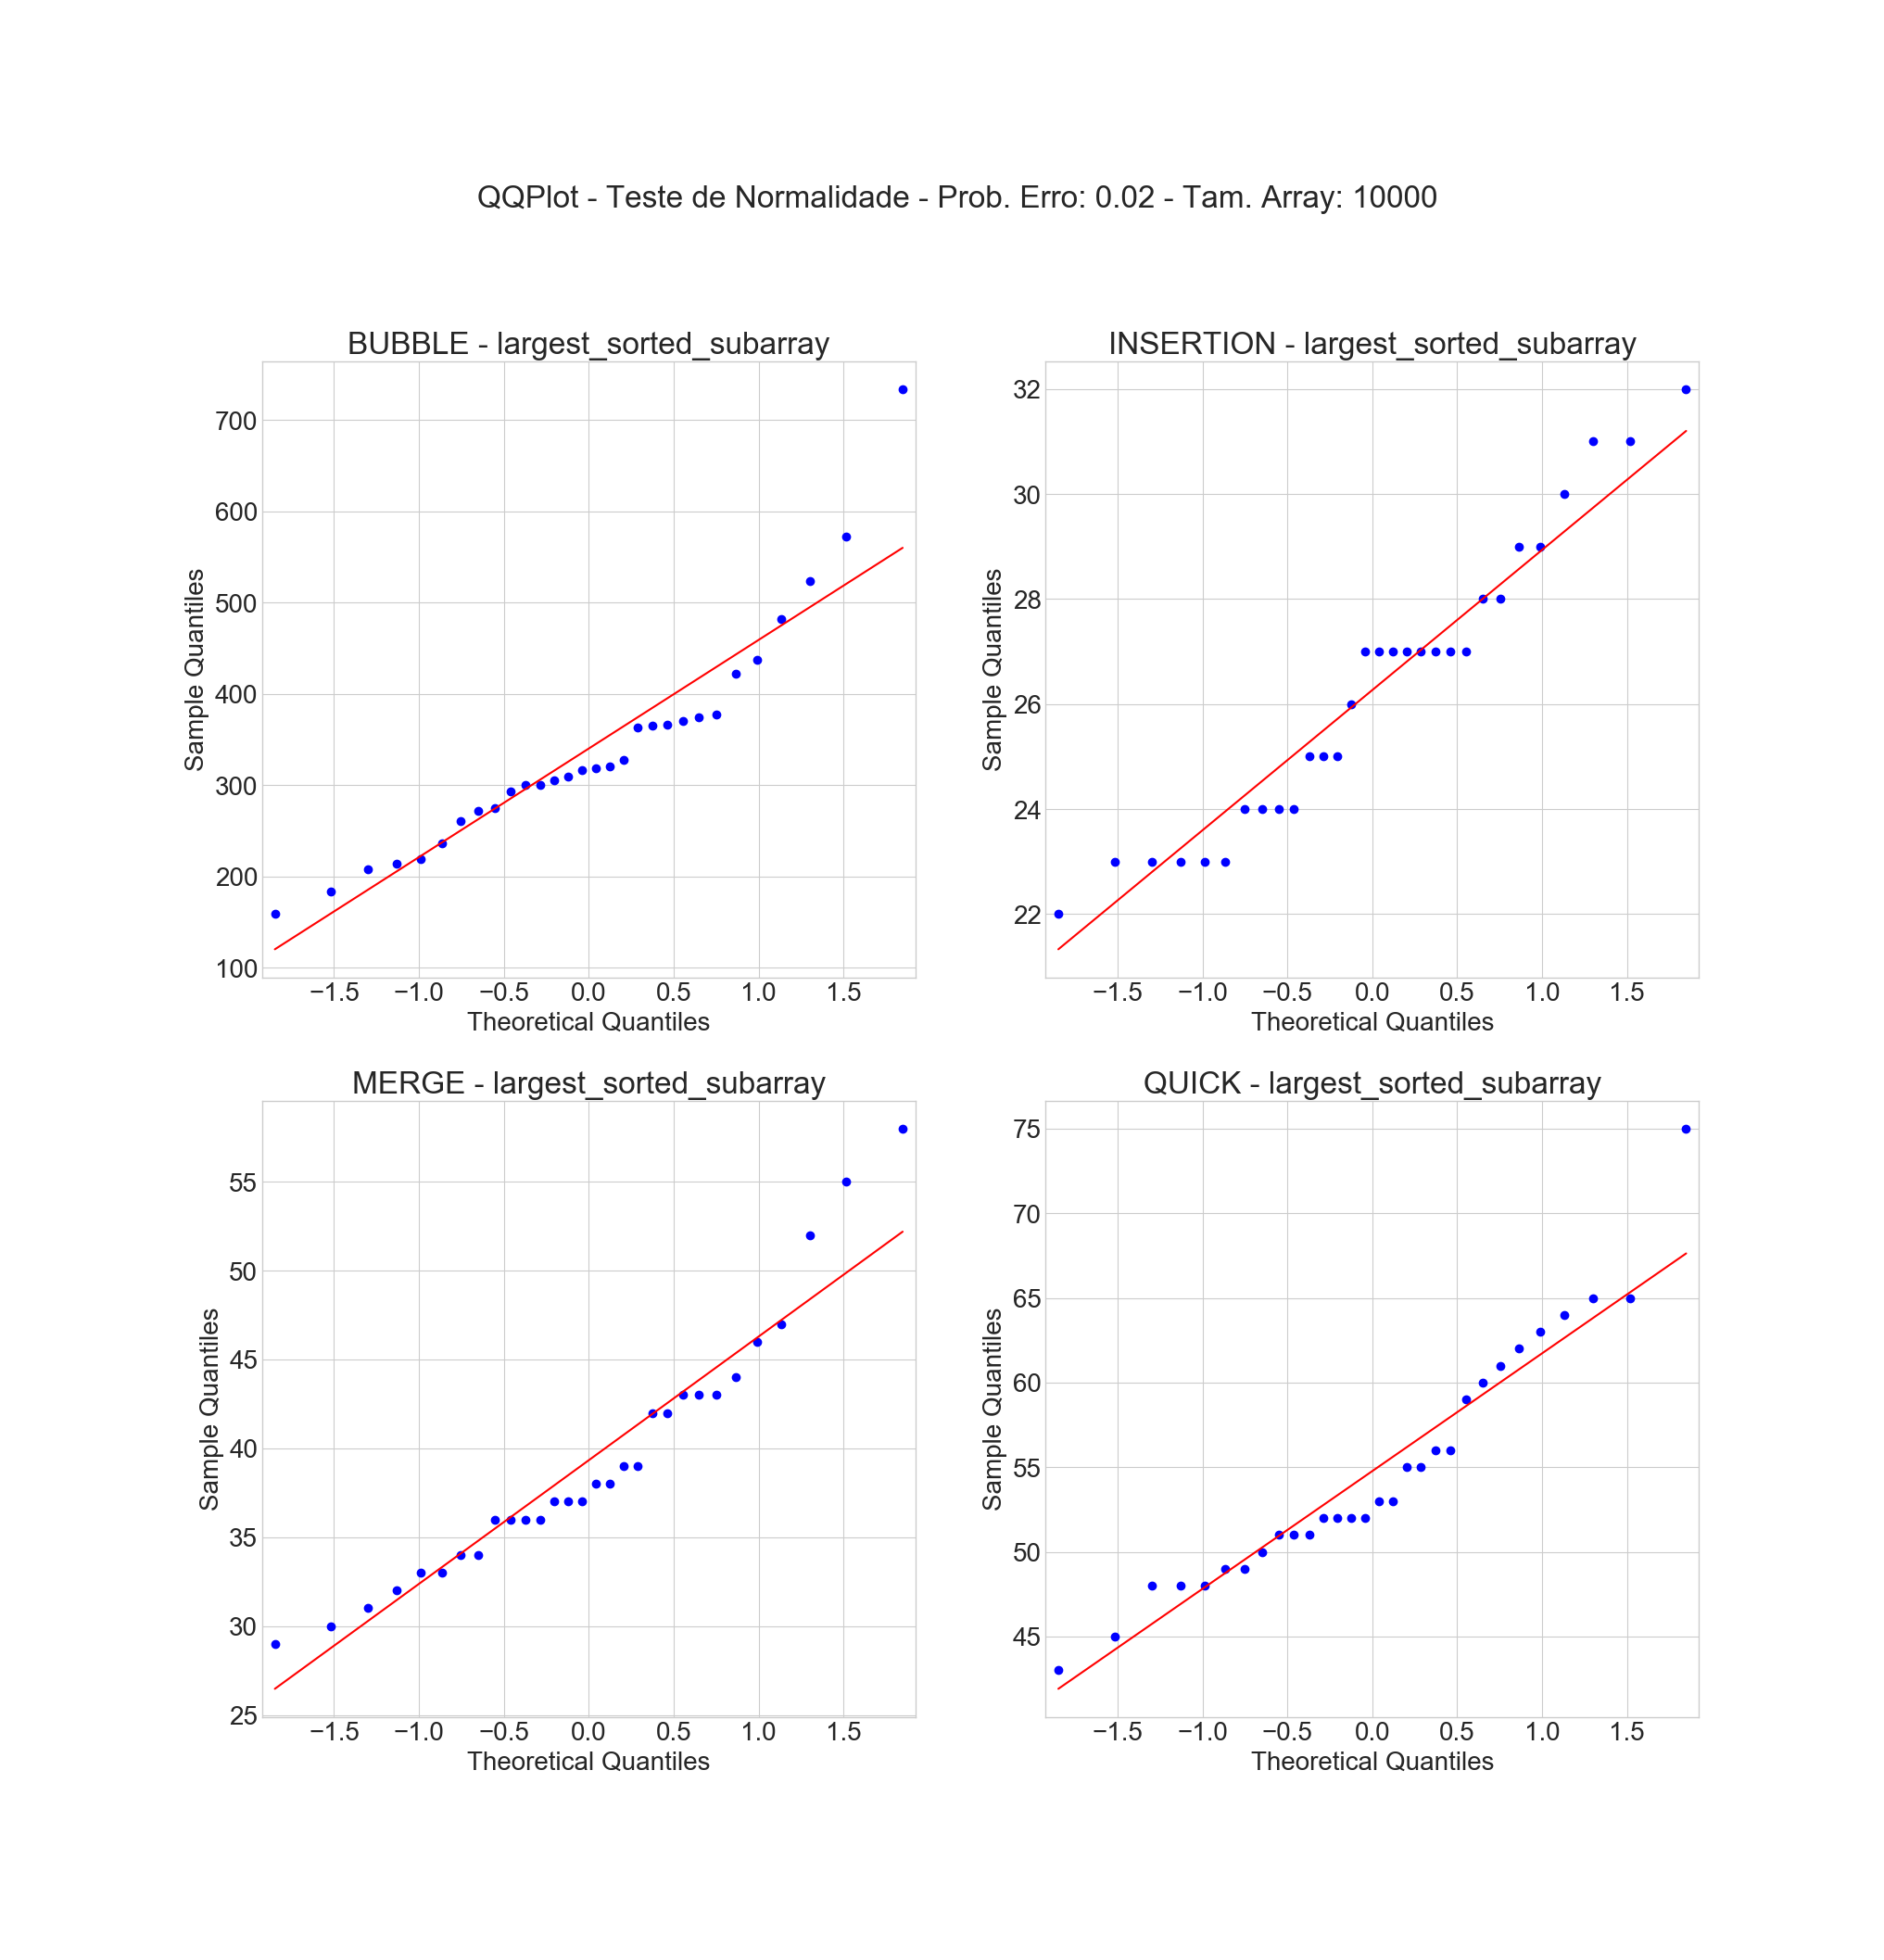 QQPlot - Teste de Normalidade - Prob. Erro: 0.02 - Tam. Array: 10000
BUBBLE - largest_sorted_subarray
700
600
500
400
300
200
100
Sample Quantiles
−1.5 −1.0 −0.5 0.0 0.5 1.0 1.5
Theoretical Quantiles
INSERTION - largest_sorted_subarray
32
30
28
26
24
22
Sample Quantiles
−1.5 −1.0 −0.5 0.0 0.5 1.0 1.5
Theoretical Quantiles
MERGE - largest_sorted_subarray
55
50
45
40
35
30
25
Sample Quantiles
−1.5 −1.0 −0.5 0.0 0.5 1.0 1.5
Theoretical Quantiles
QUICK - largest_sorted_subarray
75
70
65
60
55
50
45
Sample Quantiles
−1.5 −1.0 −0.5 0.0 0.5 1.0 1.5
Theoretical Quantiles